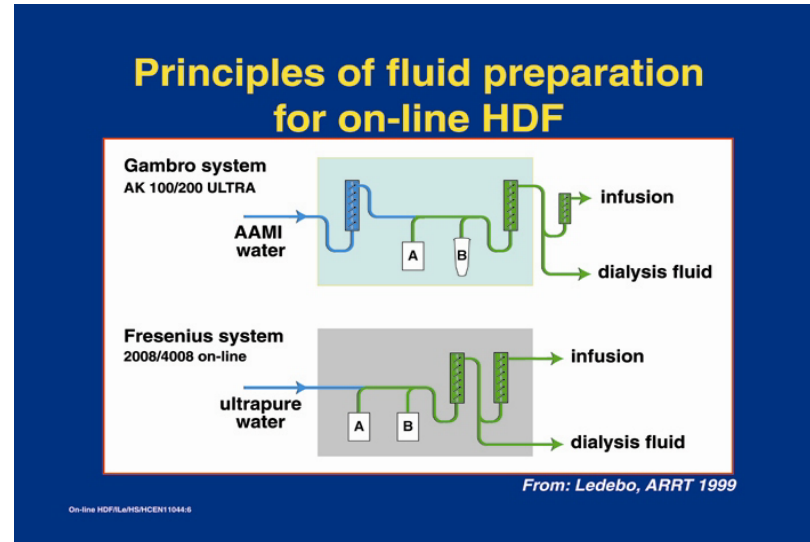 Principles of fluid preparation
for on-line HDF
Gambro system
AK 100/200 ULTRA
AAMI
water
A
B
infusion
dialysis fluid
Fresenius system
2008/4008 on-line
ultrapure
water
A
B
infusion
dialysis fluid
From: Ledebo, ARRT 1999
On-line HDF/ILe/HS/HCEN11044:6